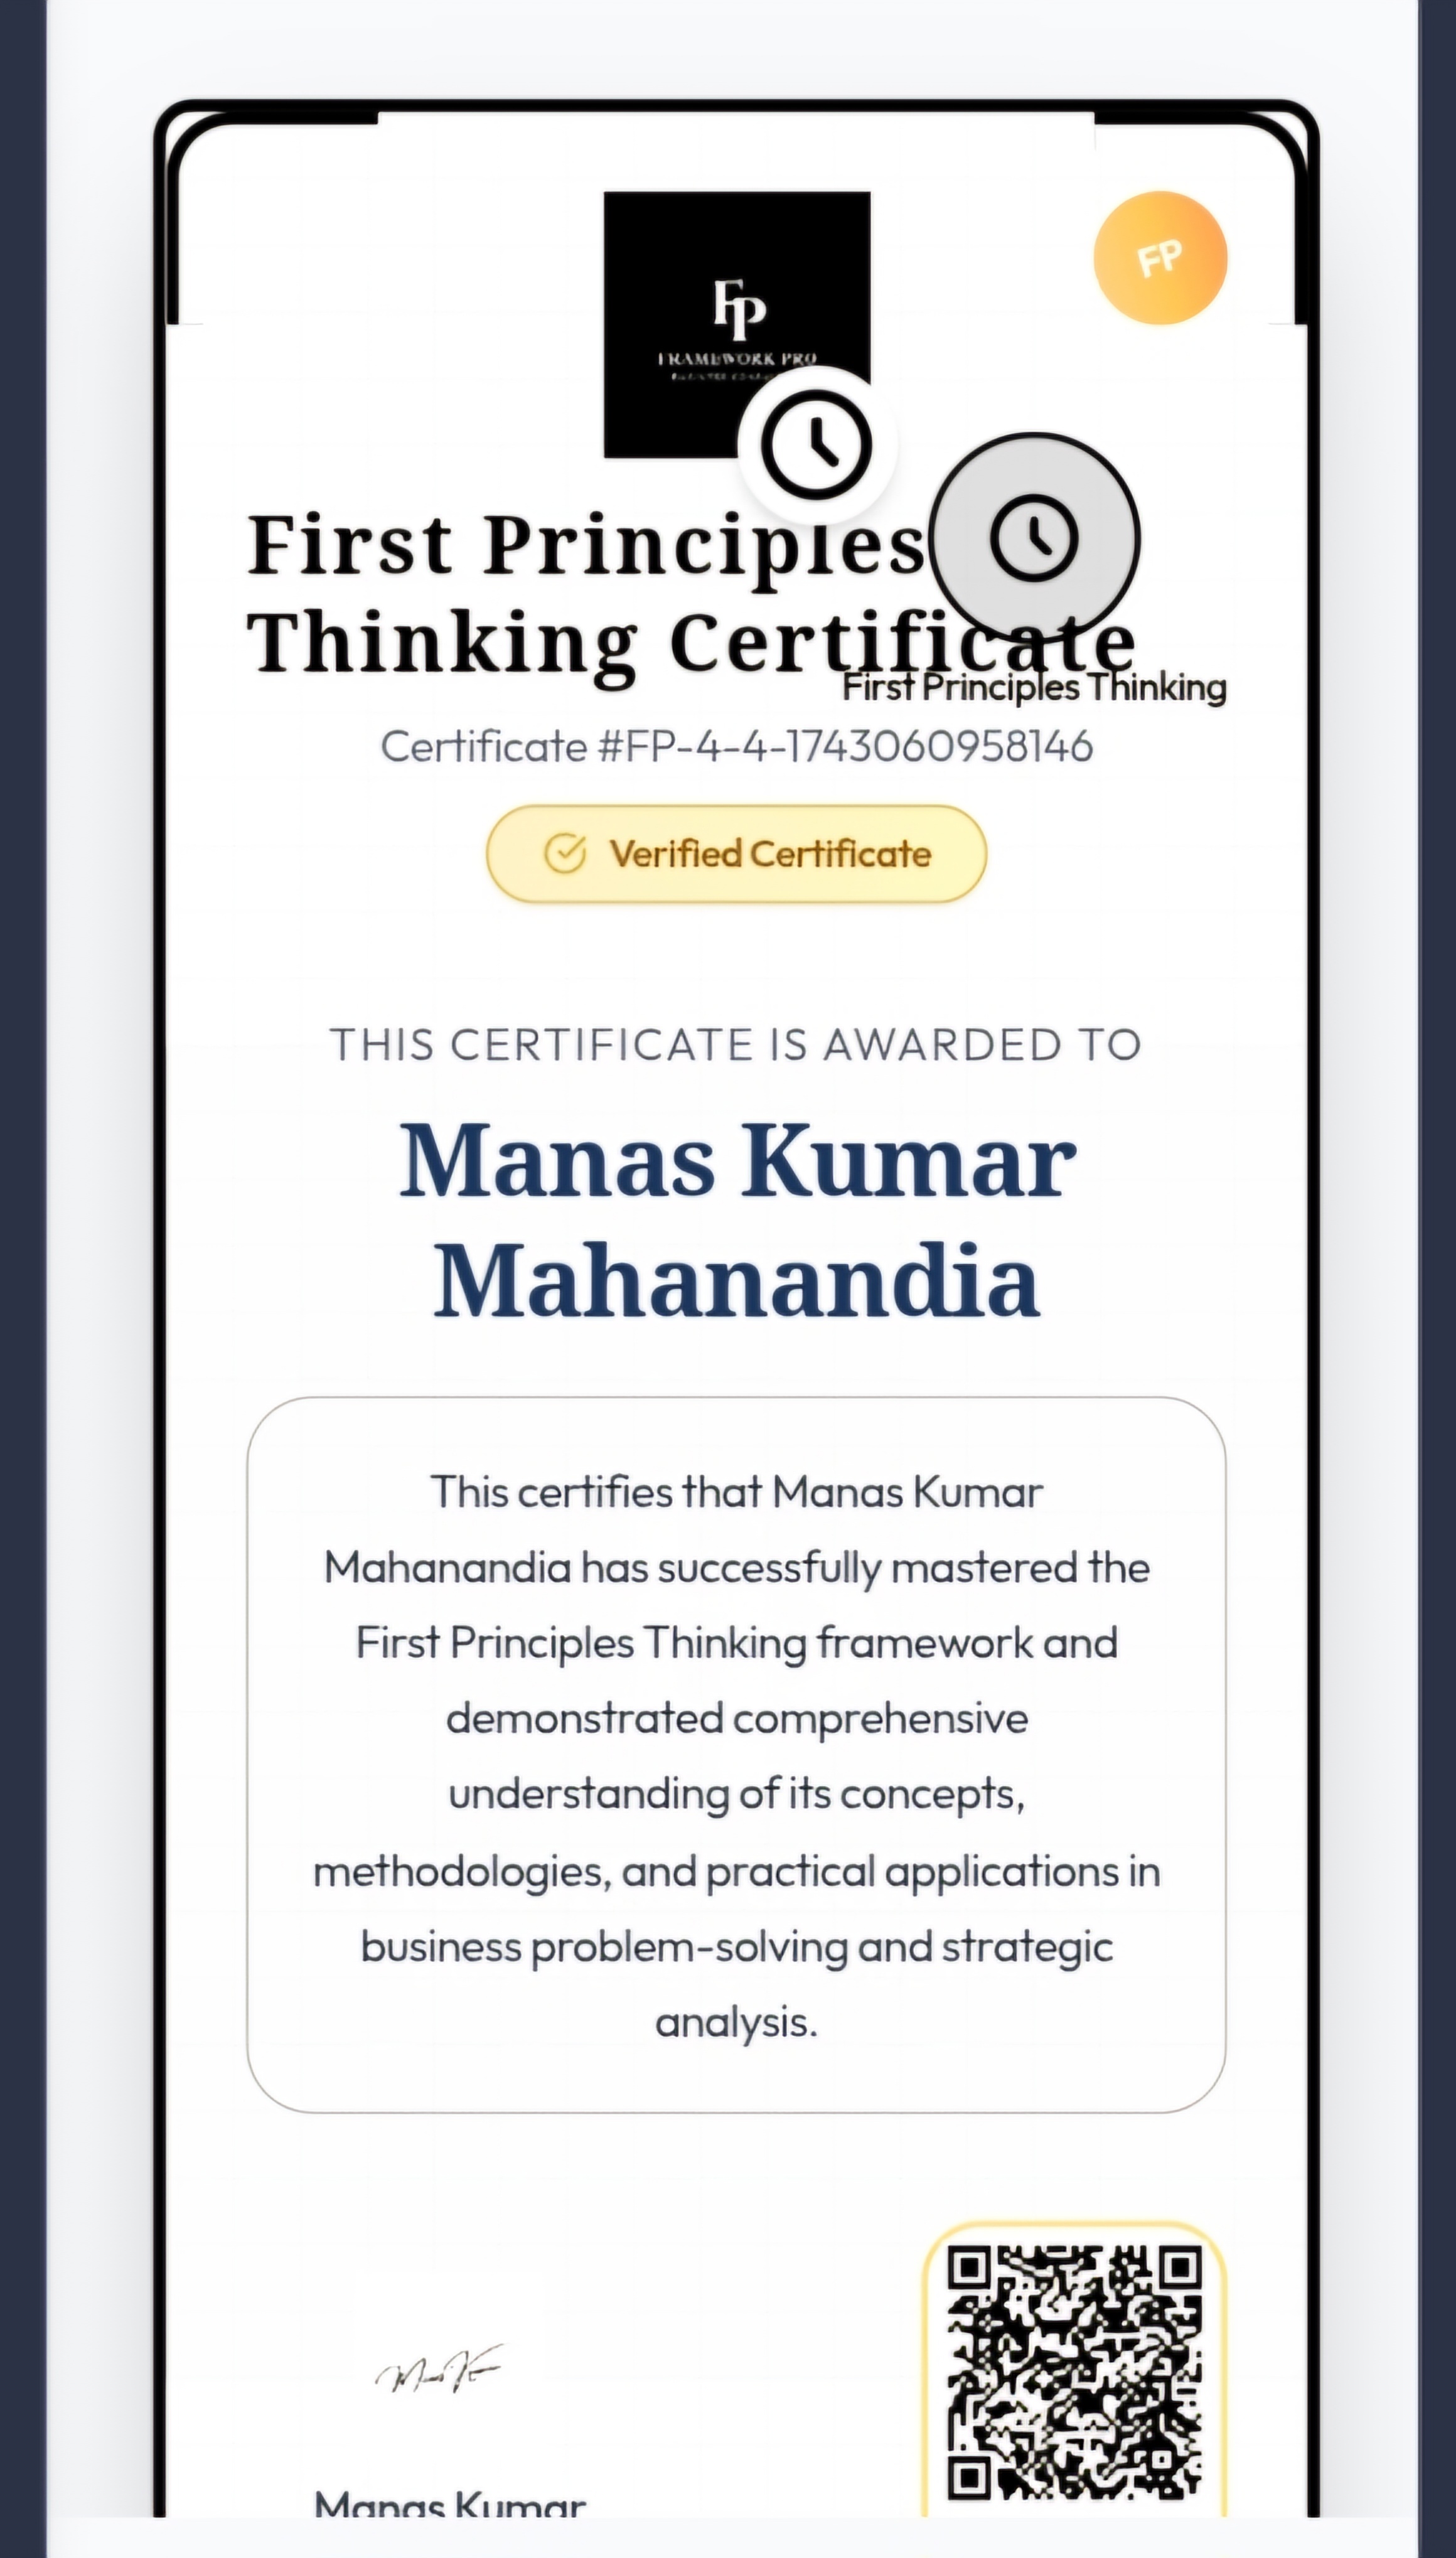 FP
FRAMEWORK PRO
FP
First Principles
Thinking Certificate
First Principles Thinking
Certificate #FP-4-4-1743060958146
Verified Certificate
THIS CERTIFICATE IS AWARDED TO
Manas Kumar
Mahanandia
This certifies that Manas Kumar
Mahanandia has successfully mastered the
First Principles Thinking framework and
demonstrated comprehensive
understanding of its concepts,
methodologies, and practical applications in
business problem-solving and strategic
analysis.
Manas Kumar